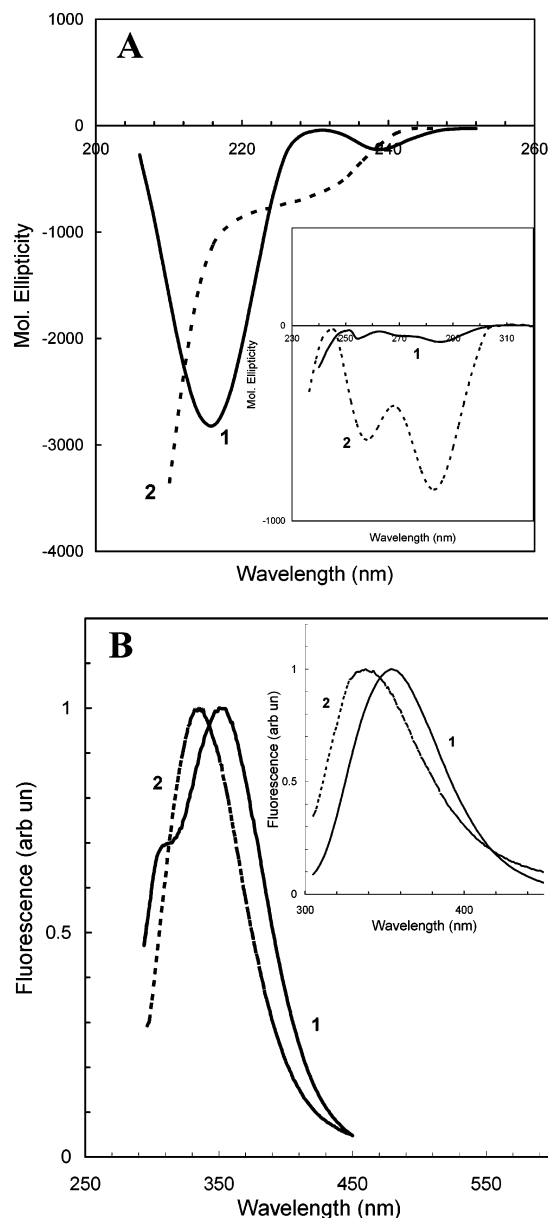 A
1000
0
-1000
-2000
-3000
-4000
200 220 240 260
Mol. Ellipticity
Wavelength (nm)
1
2
0
-1000
230 250 270 290 310
Mol. Ellipticity
Wavelength (nm)
1
2
B
1
0.5
0
250 350 450 550
Fluorescence (arb un)
Wavelength (nm)
2
1
1
0.5
0
300 400
Fluorescence (arb un)
Wavelength (nm)
2
1